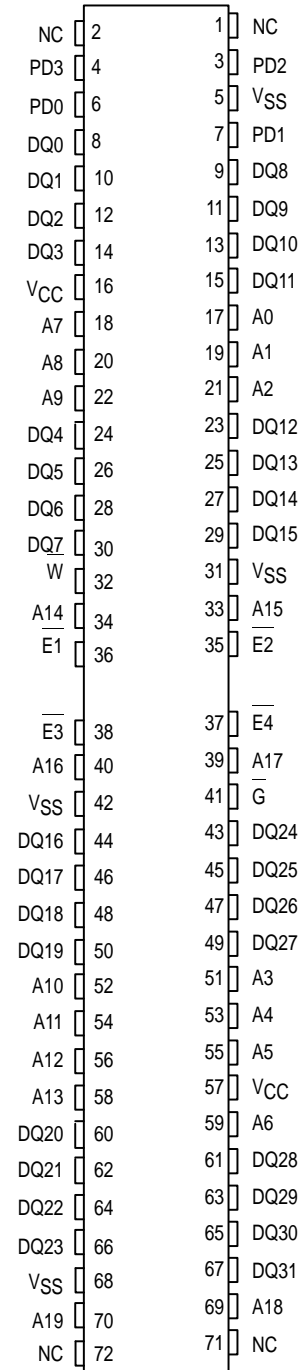 NC 2 1 NC
PD3 4 3 PD2
PD0 6 5 VSS
DQ0 8 7 PD1
DQ1 10 9 DQ8
DQ2 12 11 DQ9
DQ3 14 13 DQ10
VCC 16 15 DQ11
A7 18 17 A0
A8 20 19 A1
A9 22 21 A2
DQ4 24 23 DQ12
DQ5 26 25 DQ13
DQ6 28 27 DQ14
DQ7 30 29 DQ15
W̅ 32 31 VSS
A14 34 33 A15
E̅1̅ 36 35 E̅2̅
E̅3̅ 38 37 E̅4̅
A16 40 39 A17
VSS 42 41 G̅
DQ16 44 43 DQ24
DQ17 46 45 DQ25
DQ18 48 47 DQ26
DQ19 50 49 DQ27
A10 52 51 A3
A11 54 53 A4
A12 56 55 A5
A13 58 57 VCC
DQ20 60 59 A6
DQ21 62 61 DQ28
DQ22 64 63 DQ29
DQ23 66 65 DQ30
VSS 68 67 DQ31
A19 70 69 A18
NC 72 71 NC